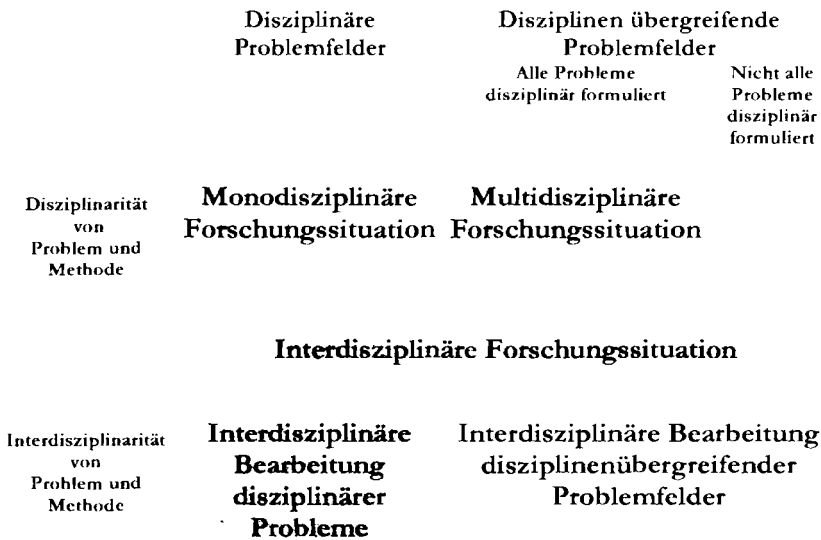 Disziplinäre
Problemfelder
Disziplinen übergreifende
Problemfelder
Alle Probleme
disziplinär formuliert
Nicht alle
Probleme
disziplinär
formuliert
Disziplinarität
von
Problem und
Methode
Monodisziplinäre
Forschungssituation
Multidisziplinäre
Forschungssituation
Interdisziplinäre Forschungssituation
Interdisziplinarität
von
Problem und
Methode
Interdisziplinäre
Bearbeitung
disziplinärer
Probleme
Interdisziplinäre Bearbeitung
disziplinenübergreifender
Problemfelder